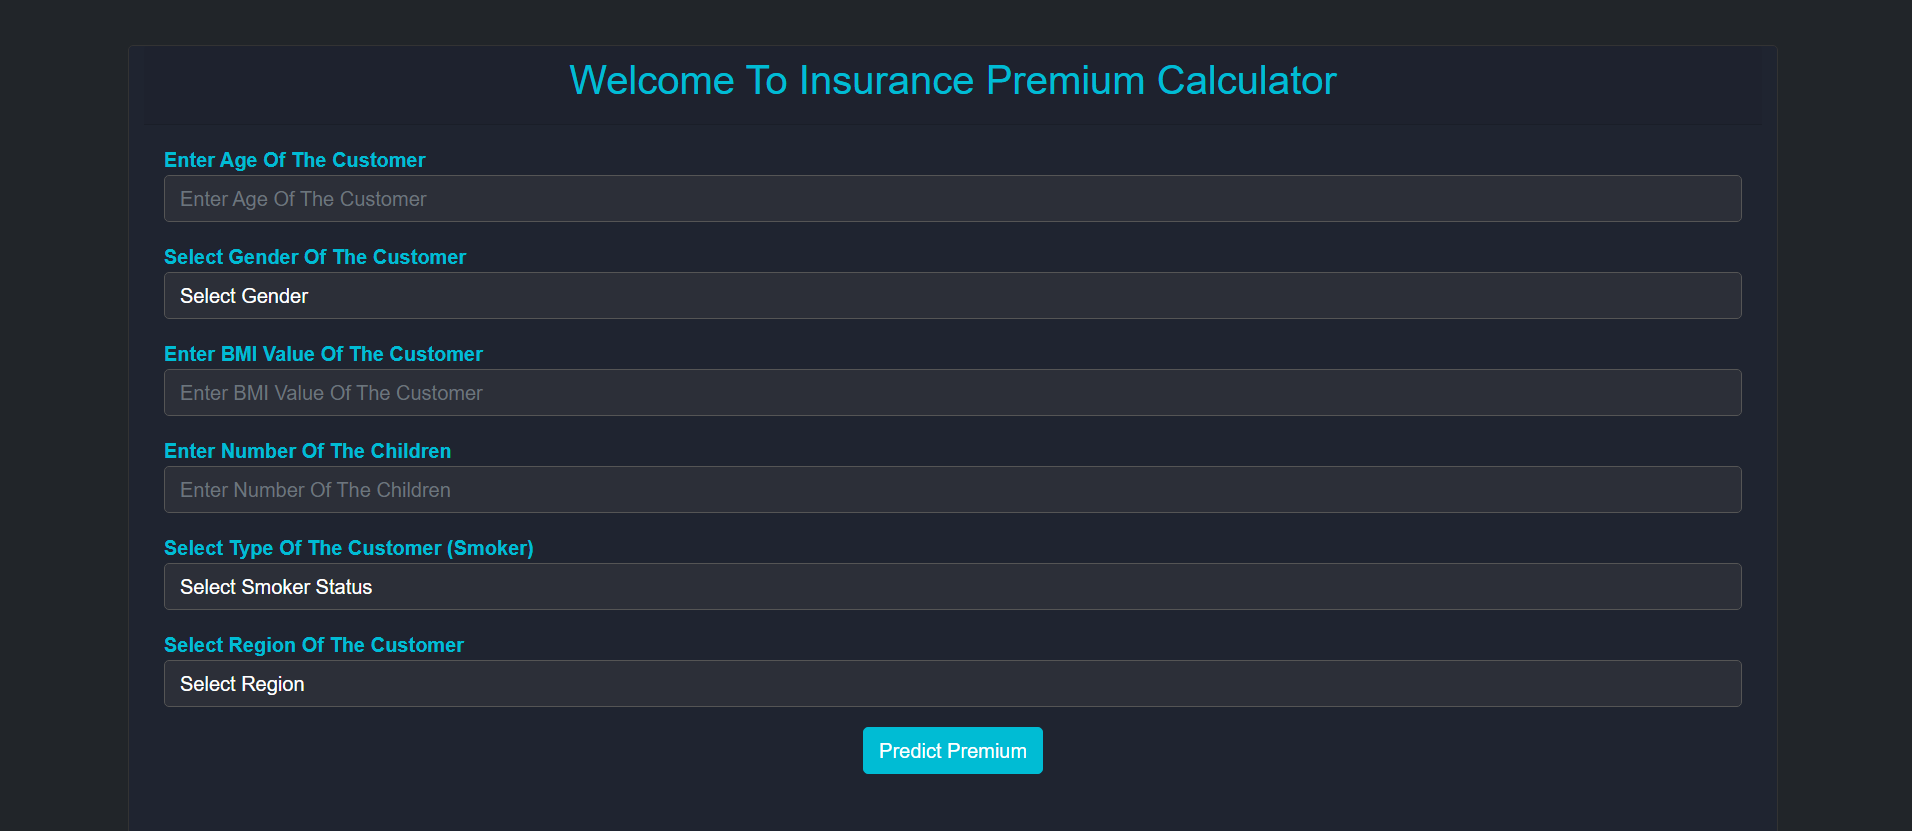 Welcome To Insurance Premium Calculator
Enter Age Of The Customer
Enter Age Of The Customer
Select Gender Of The Customer
Select Gender
Enter BMI Value Of The Customer
Enter BMI Value Of The Customer
Enter Number Of The Children
Enter Number Of The Children
Select Type Of The Customer (Smoker)
Select Smoker Status
Select Region Of The Customer
Select Region
Predict Premium